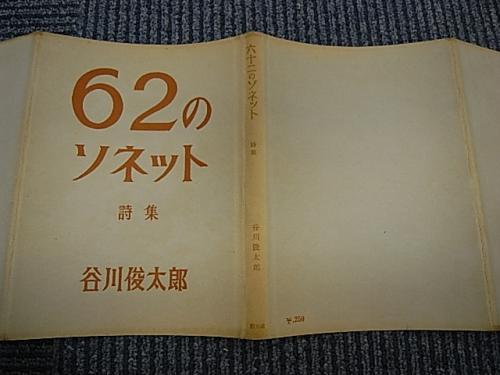 62の
ソネット
詩集
谷川俊太郎
六十二のソネット
詩集
谷川俊太郎
¥.250